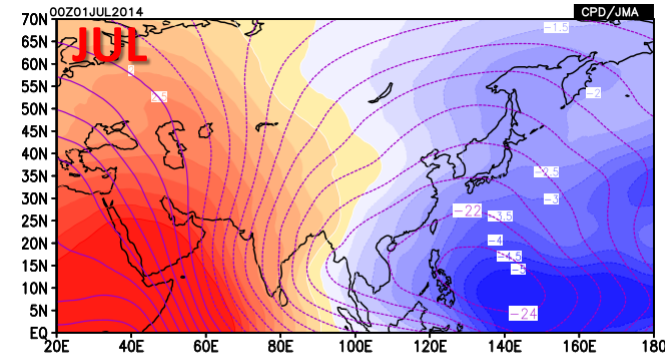 00Z01JUL2014 CPD/JMA
JUL
70N
65N
60N
55N
50N
45N
40N
35N
30N
25N
20N
15N
10N
5N
EQ
-1.5
-2
-2.5
-3
-22
-3.5
-4
-4.5
-5
-24
20E 40E 60E 80E 100E 120E 140E 160E 180